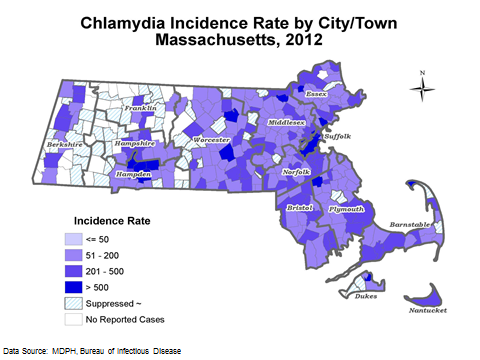 Chlamydia Incidence Rate by City/Town
Massachusetts, 2012
N
Essex
Franklin
Middlesex
Suffolk
Berkshire
Hampshire
Worcester
Hampden
Norfolk
Bristol
Plymouth
Barnstable
Dukes
Nantucket
Incidence Rate
<= 50
51 - 200
201 - 500
> 500
Suppressed ~
No Reported Cases
Data Source: MDPH, Bureau of Infectious Disease